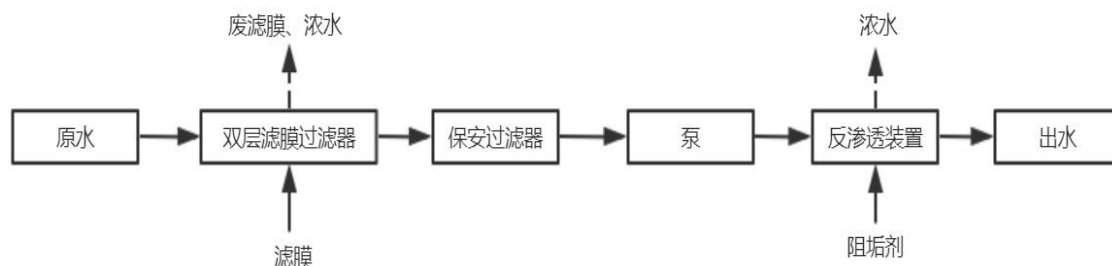 废滤膜、浓水
浓水
原水
双层滤膜过滤器
保安过滤器
泵
反渗透装置
出水
滤膜
阻垢剂